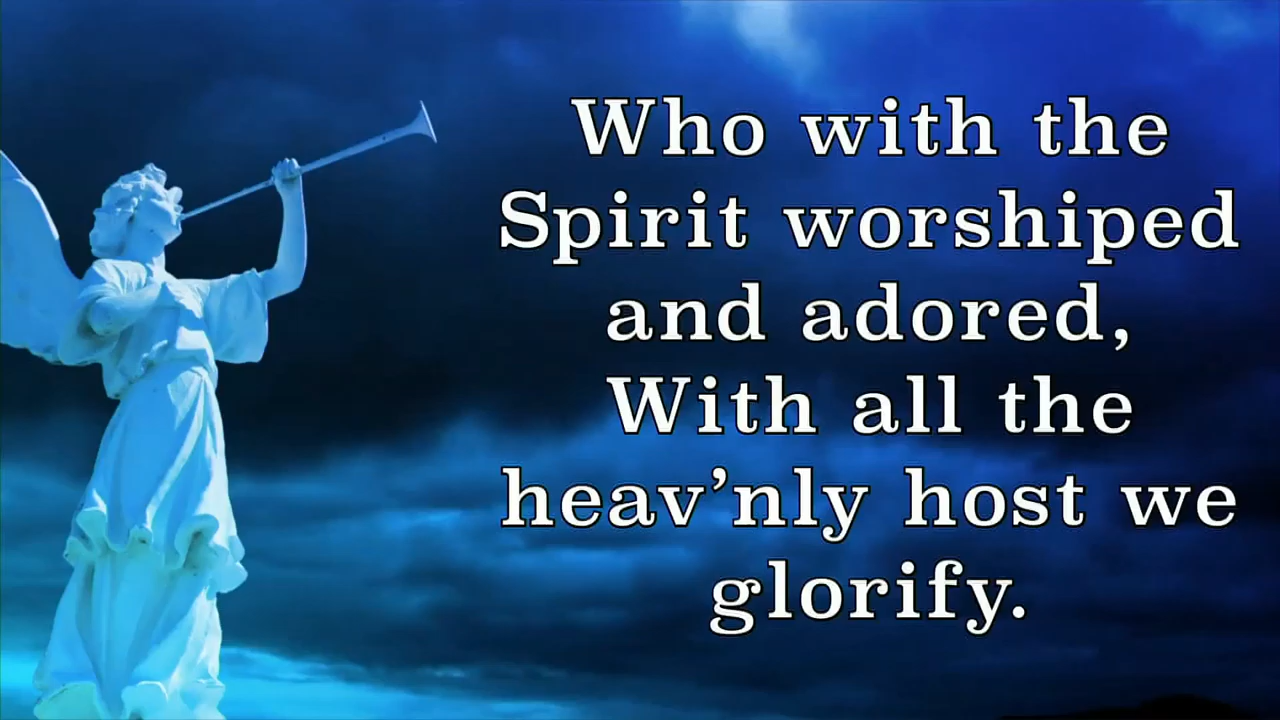 Who with the
Spirit worshiped
and adored,
With all the
heav’nly host we
glorify.